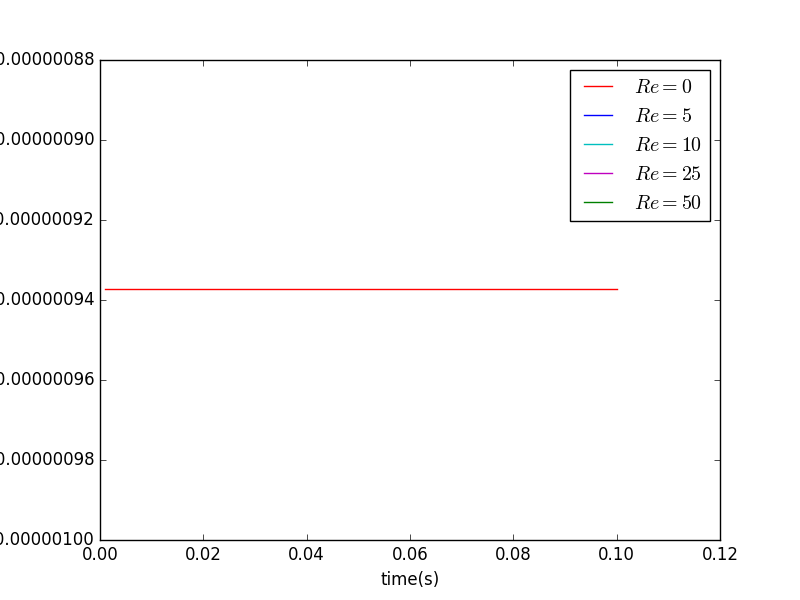 0.00000088
0.00000090
0.00000092
0.00000094
0.00000096
0.00000098
0.00000100
0.00
0.02
0.04
0.06
0.08
0.10
0.12
time(s)
Re = 0
Re = 5
Re = 10
Re = 25
Re = 50